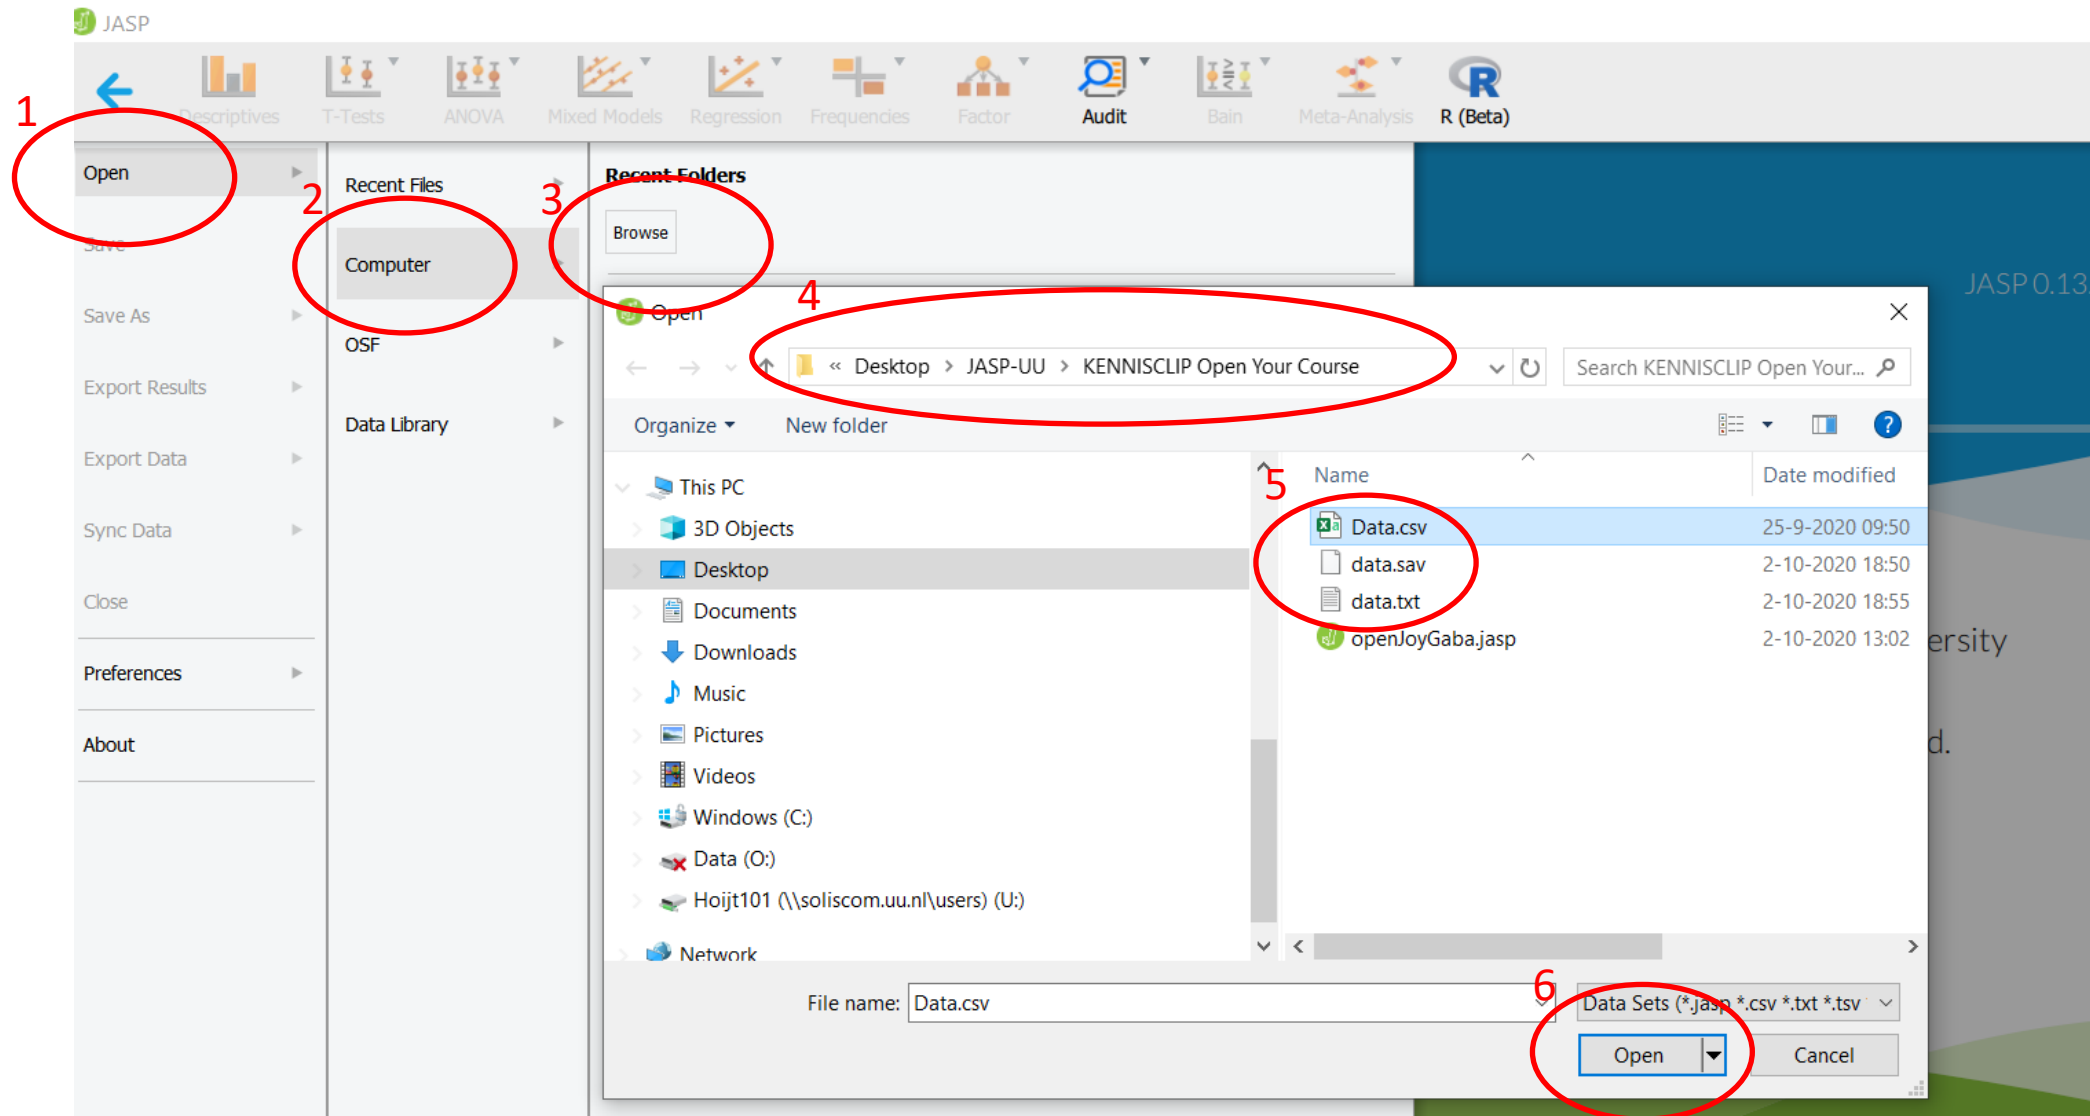 JASP
Descriptives T-Tests ANOVA Mixed Models Regression Frequencies Factor Audit Bain Meta-Analysis R (Beta)
1
Open
Save
Save As
Export Results
Export Data
Sync Data
Close
Preferences
About
2
Recent Files
Computer
OSF
Data Library
3
Recent Folders
Browse
JASP 0.13
4
Open
« Desktop > JASP-UU > KENNISCLIP Open Your Course
Search KENNISCLIP Open Your...
Organize New folder
?
This PC
3D Objects
Desktop
Documents
Downloads
Music
Pictures
Videos
Windows (C:)
Data (O:)
Hoijt101 (\\soliscom.uu.nl\users) (U:)
Network
5
Name Date modified
Data.csv 25-9-2020 09:50
data.sav 2-10-2020 18:50
data.txt 2-10-2020 18:55
openJoyGaba.jasp 2-10-2020 13:02
ersity
d.
6
File name: Data.csv Data Sets (*.jasp *.csv *.txt *.tsv
Open Cancel